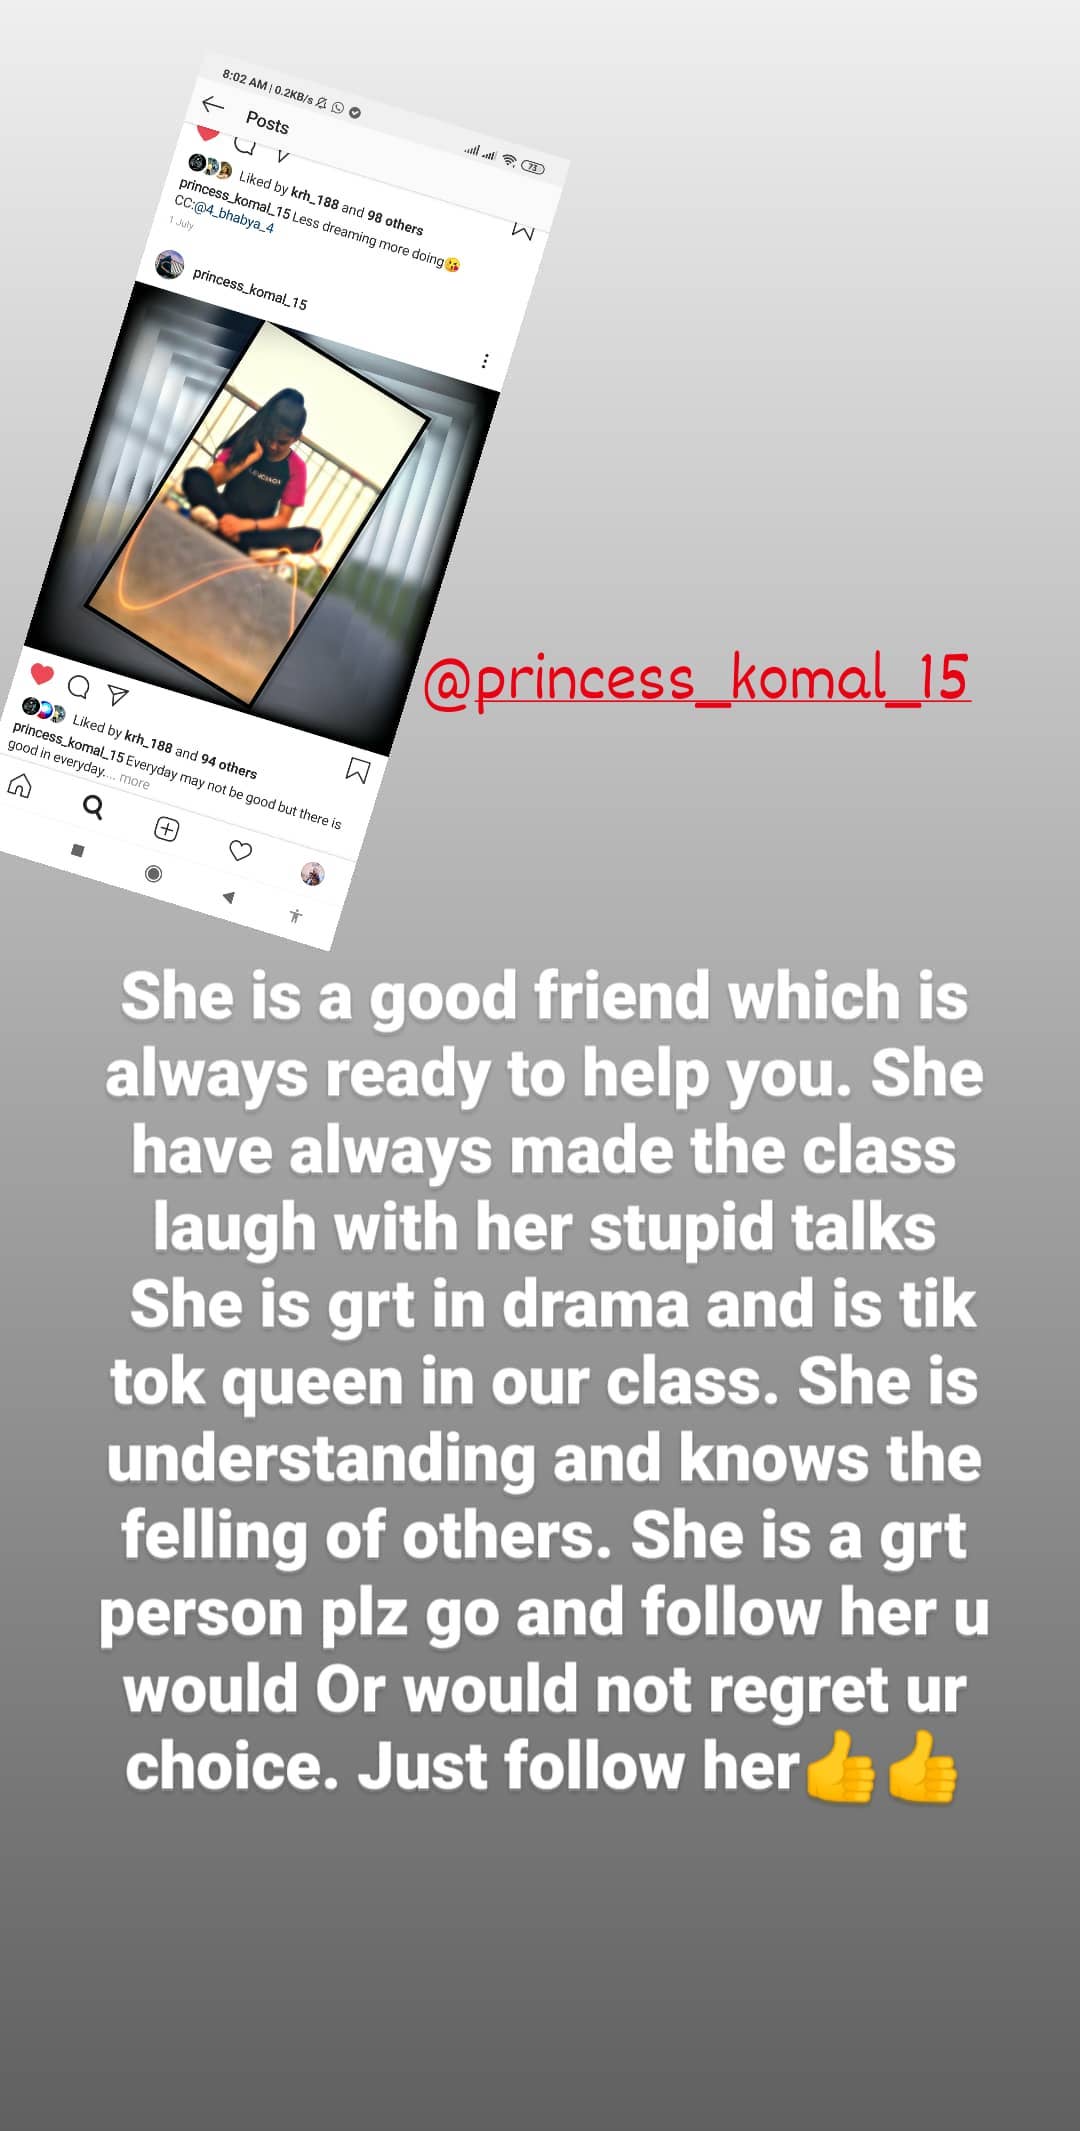 8:02 AM | 0.2KB/s
73
Posts
Liked by krh_188 and 98 others
princess_komal_15 Less dreaming more doing😘
CC:@4_bhabya_4
1 July
princess_komal_15
Liked by krh_188 and 94 others
princess_komal_15 Everyday may not be good but there is
good in everyday.... more
@princess_komal_15
She is a good friend which is
always ready to help you. She
have always made the class
laugh with her stupid talks
She is grt in drama and is tik
tok queen in our class. She is
understanding and knows the
felling of others. She is a grt
person plz go and follow her u
would Or would not regret ur
choice. Just follow her👍👍